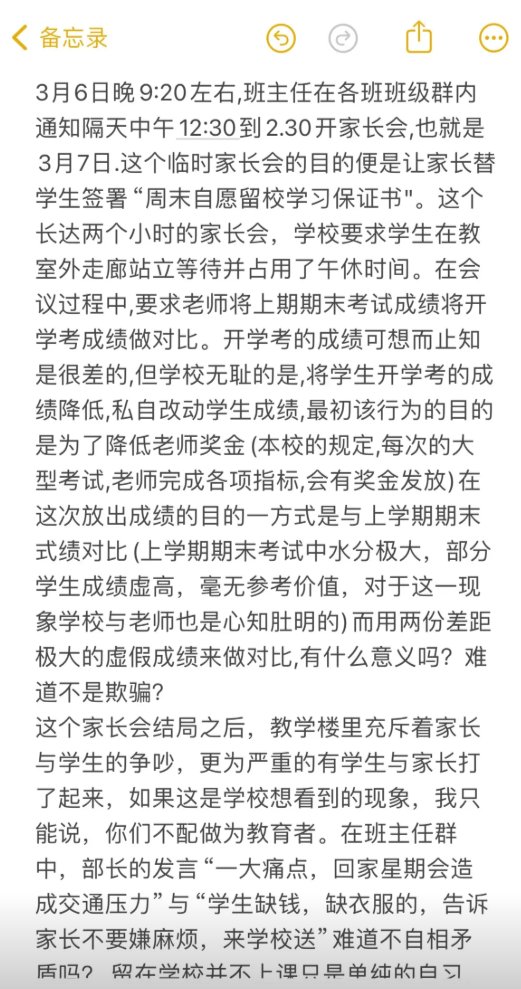 备忘录
3月6日晚9:20左右,班主任在各班班级群内
通知隔天中午12:30到2.30开家长会,也就是
3月7日.这个临时家长会的目的便是让家长替
学生签署“周末自愿留校学习保证书"。这个
长达两个小时的家长会，学校要求学生在教
室外走廊站立等待并占用了午休时间。在会
议过程中,要求老师将上期期末考试成绩将开
学考成绩做对比。开学考的成绩可想而止知
是很差的,但学校无耻的是,将学生开学考的成
绩降低,私自改动学生成绩,最初该行为的目的
是为了降低老师奖金(本校的规定,每次的大
型考试,老师完成各项指标,会有奖金发放)在
这次放出成绩的目的一方式是与上学期期末
式绩对比(上学期期末考试中水分极大，部分
学生成绩虚高，毫无参考价值，对于这一现
象学校与老师也是心知肚明的)而用两份差距
极大的虚假成绩来做对比,有什么意义吗？难
道不是欺骗？
这个家长会结局之后，教学楼里充斥着家长
与学生的争吵，更为严重的有学生与家长打
了起来，如果这是学校想看到的现象，我只
能说，你们不配做为教育者。在班主任群
中，部长的发言“一大痛点，回家星期会造
成交通压力”与“学生缺钱，缺衣服的，告诉
家长不要嫌麻烦，来学校送”难道不自相矛
盾吗？留在学校并不上课只是单纯的自习